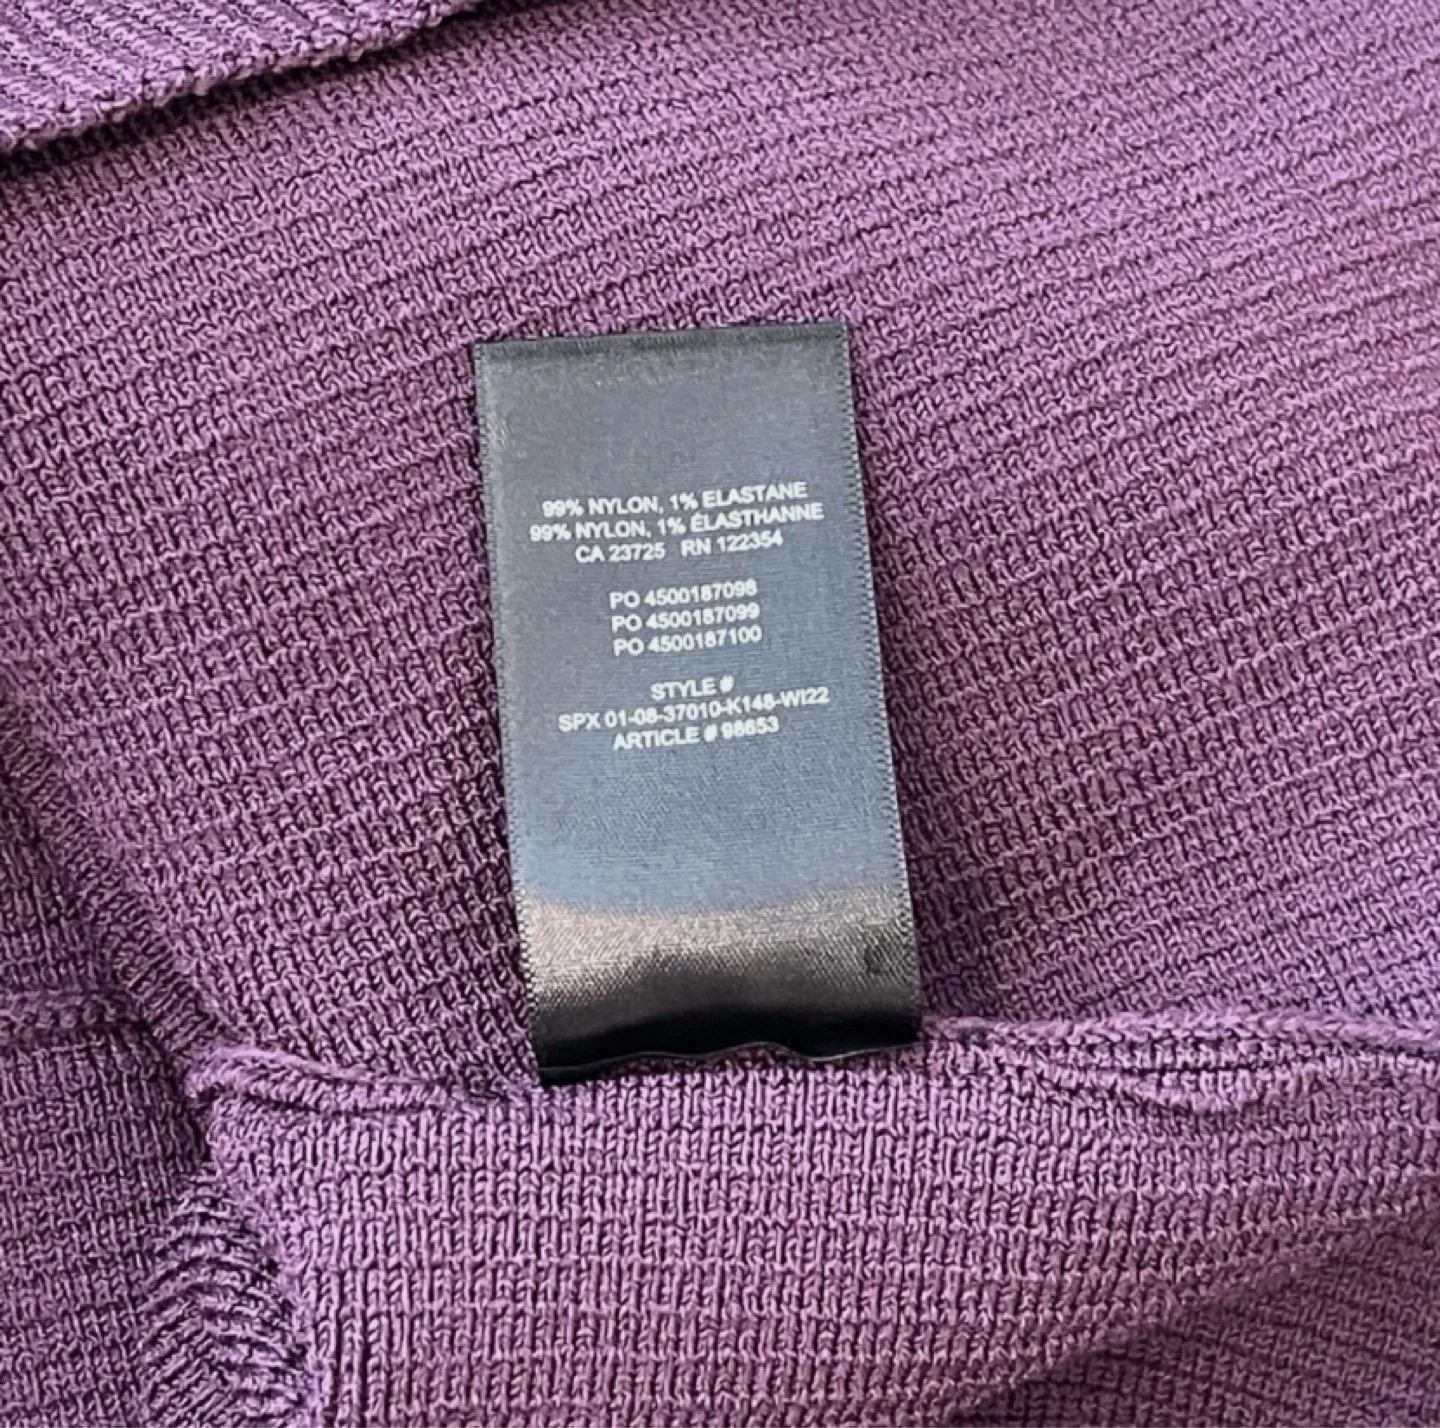 99% NYLON, 1% ELASTANE
99% NYLON, 1% ÉLASTHANNE
CA 23725 RN 122354
PO 4500187098
PO 4500187099
PO 4500187100
STYLE #
SPX 01-08-37010-K148-WI22
ARTICLE # 98653